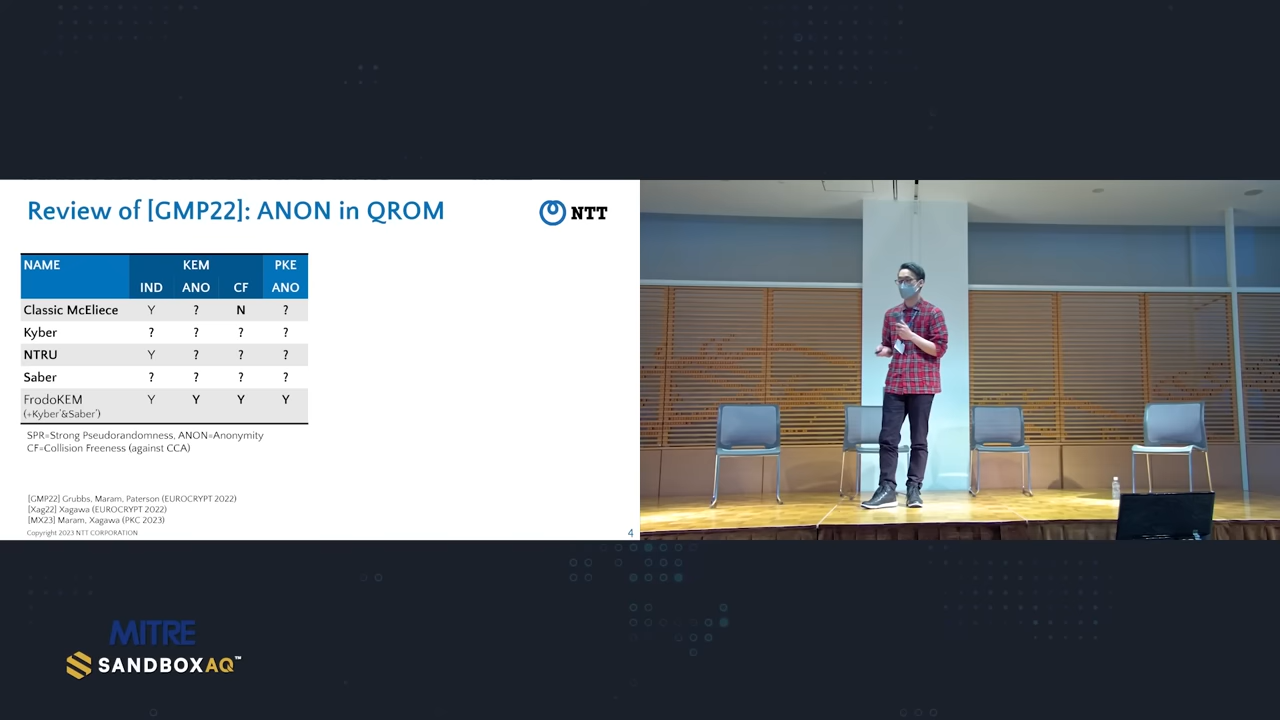 Review of [GMP22]: ANON in QROM
NTT
NAME KEM PKE
IND ANO CF ANO
Classic McEliece Y ? N ?
Kyber ? ? ? ?
NTRU Y ? ? ?
Saber ? ? ? ?
FrodoKEM Y Y Y Y
(+Kyber'&Saber')
SPR=Strong Pseudorandomness, ANON=Anonymity
CF=Collision Freeness (against CCA)
[GMP22] Grubbs, Maram, Paterson (EUROCRYPT 2022)
[Xag22] Xagawa (EUROCRYPT 2022)
[MX23] Maram, Xagawa (PKC 2023)
Copyright 2023 NTT CORPORATION
4
MITRE
SANDBOXAQ™